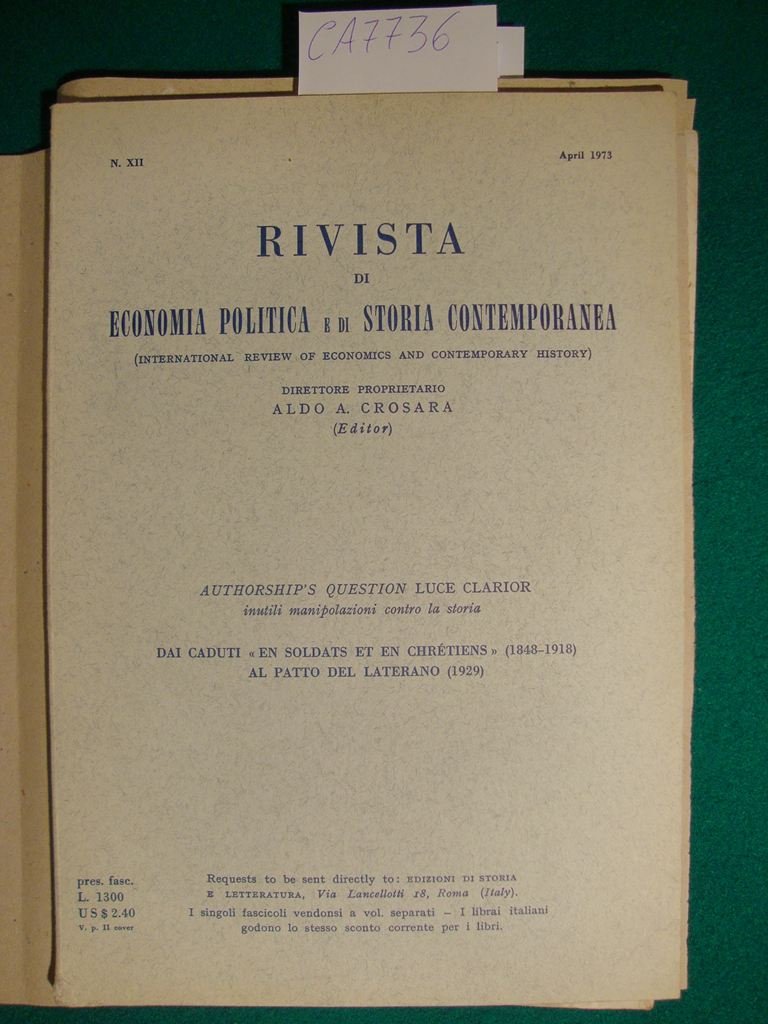 CA7736
N. XII
April 1973
RIVISTA
DI
ECONOMIA POLITICA E DI STORIA CONTEMPORANEA
(INTERNATIONAL REVIEW OF ECONOMICS AND CONTEMPORARY HISTORY)
DIRETTORE PROPRIETARIO
ALDO A. CROSARA
(Editor)
AUTHORSHIP'S QUESTION LUCE CLARIOR
inutili manipolazioni contro la storia
DAI CADUTI « EN SOLDATS ET EN CHRÉTIENS » (1848-1918)
AL PATTO DEL LATERANO (1929)
pres. fasc.
L. 1300
US $ 2.40
V. p. II cover
Requests to be sent directly to: EDIZIONI DI STORIA
E LETTERATURA, Via Lancellotti 18, Roma (Italy).
I singoli fascicoli vendonsi a vol. separati – I librai italiani
godono lo stesso sconto corrente per i libri.